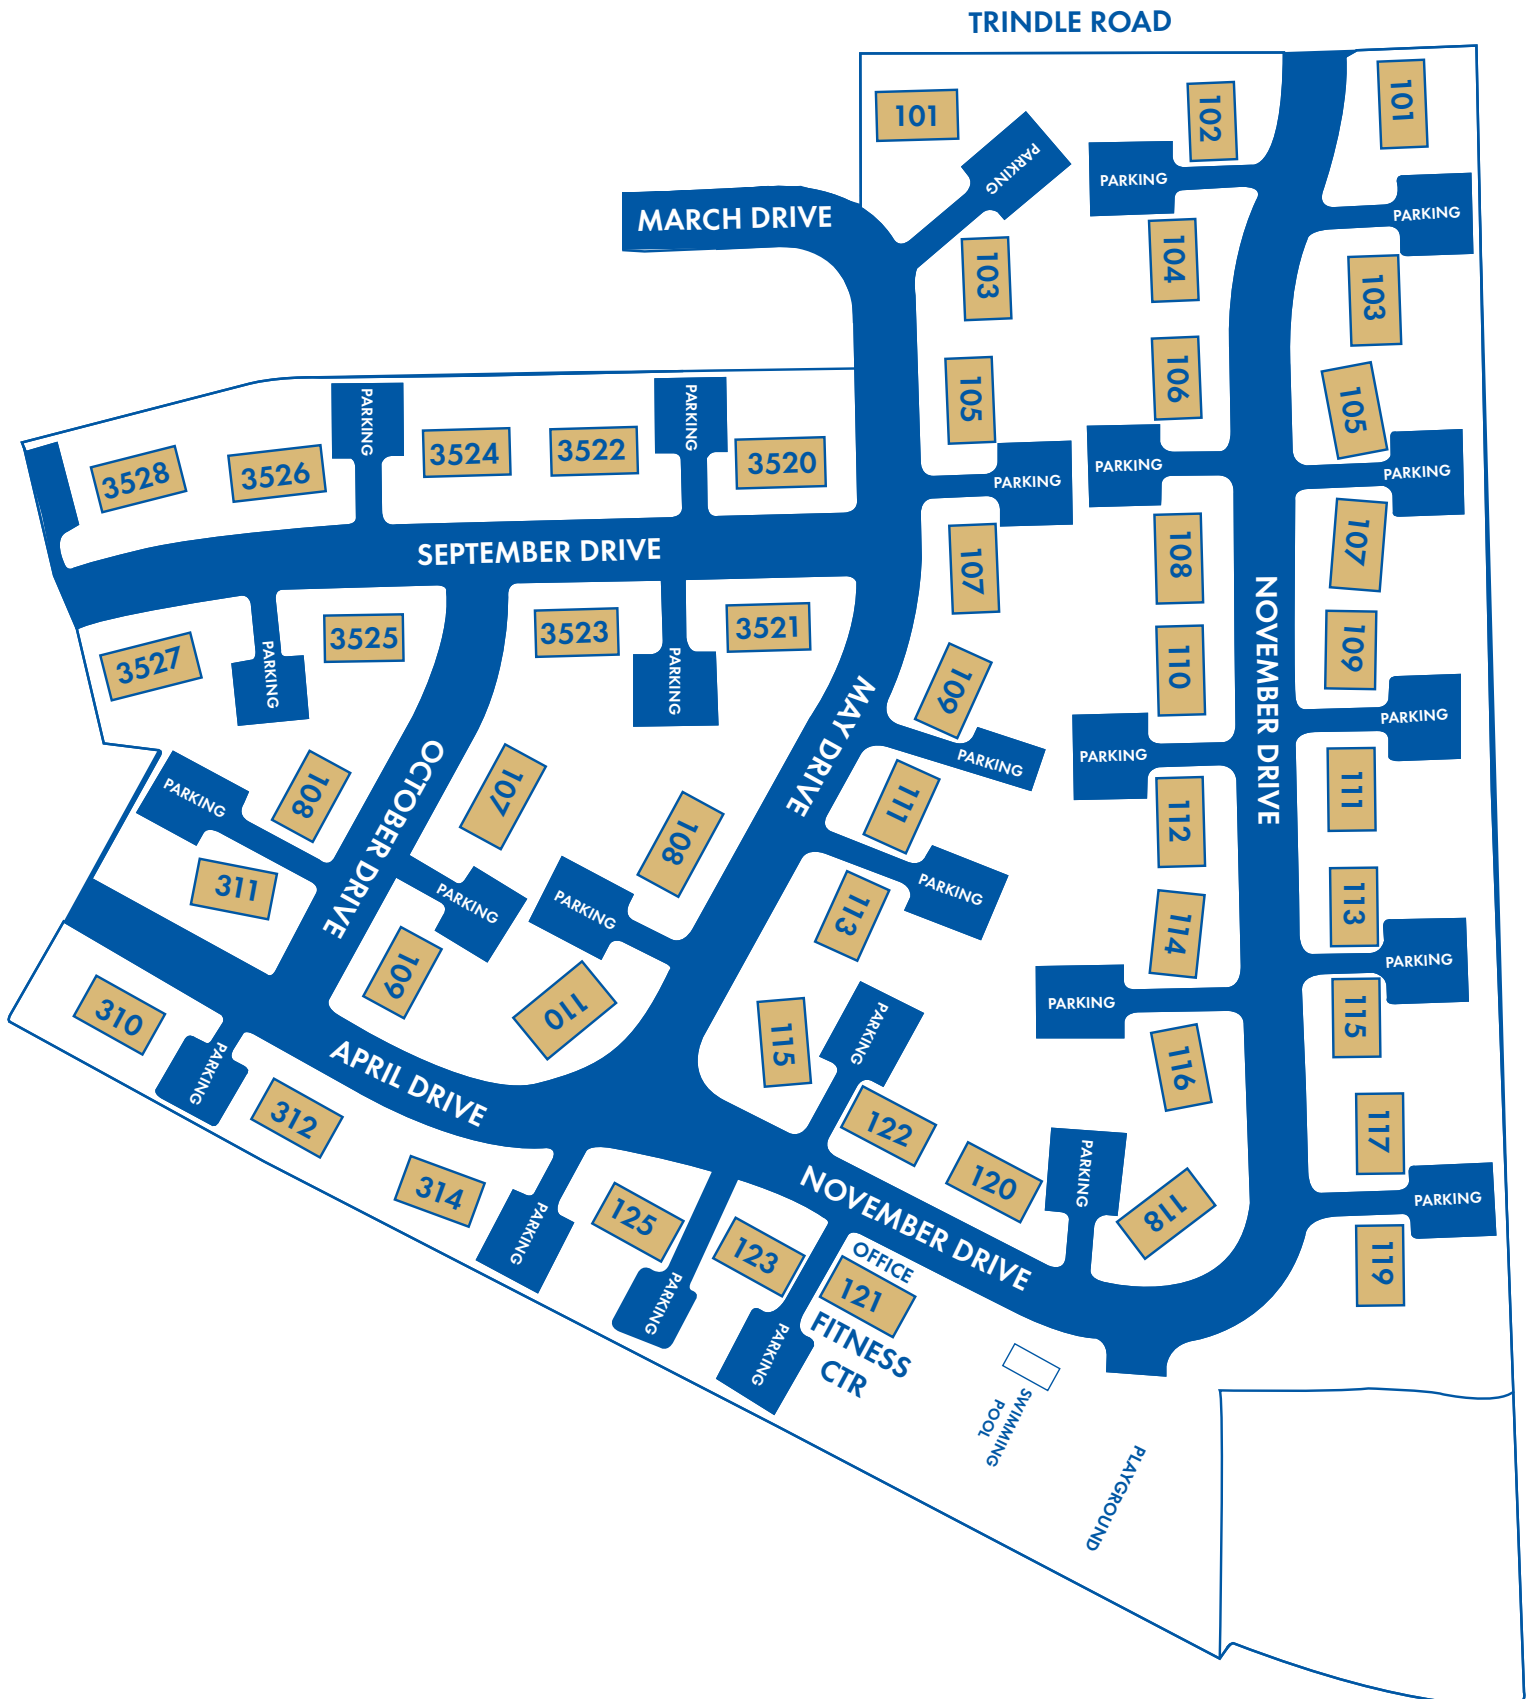 TRINDLE ROAD
101
102
101
PARKING
PARKING
PARKING
MARCH DRIVE
103
104
103
105
106
105
PARKING
PARKING
PARKING
PARKING
PARKING
3528
3526
3524
3522
3520
SEPTEMBER DRIVE
107
108
107
3527
PARKING
3525
3523
PARKING
3521
109
110
109
NOVEMBER DRIVE
MAY DRIVE
PARKING
PARKING
PARKING
OCTOBER DRIVE
PARKING
108
107
108
111
112
111
311
PARKING
PARKING
PARKING
113
114
113
109
110
PARKING
PARKING
310
PARKING
APRIL DRIVE
312
115
PARKING
116
115
122
117
314
PARKING
125
120
PARKING
118
PARKING
NOVEMBER DRIVE
123
PARKING
OFFICE
121
119
FITNESS
CTR
PARKING
SWIMMING
POOL
PLAYGROUND